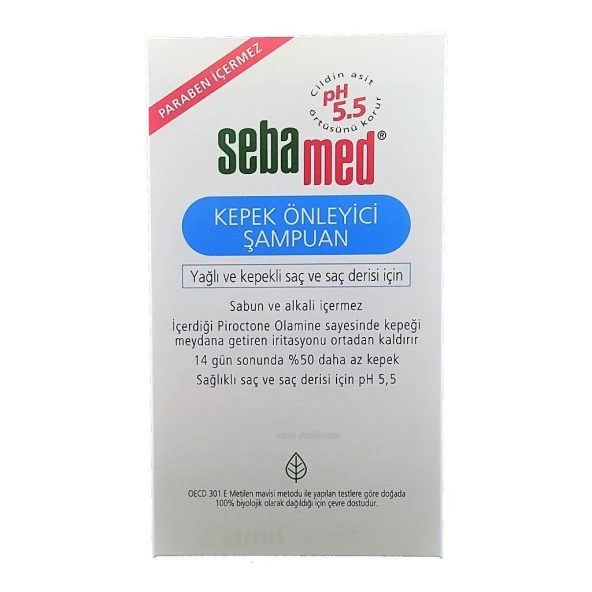 PARABEN İÇERMEZ
Cildin asit
pH
5.5
örtüsünü korur
sebamed®
KEPEK ÖNLEYİCİ
ŞAMPUAN
Yağlı ve kepekli saç ve saç derisi için
Sabun ve alkali içermez
İçerdiği Piroctone Olamine sayesinde kepeği
meydana getiren iritasyonu ortadan kaldırır
14 gün sonunda %50 daha az kepek
Sağlıklı saç ve saç derisi için pH 5,5
OECD 301 E Metilen mavisi metodu ile yapılan testlere göre doğada
100% biyolojik olarak dağıldığı için çevre dostudur.